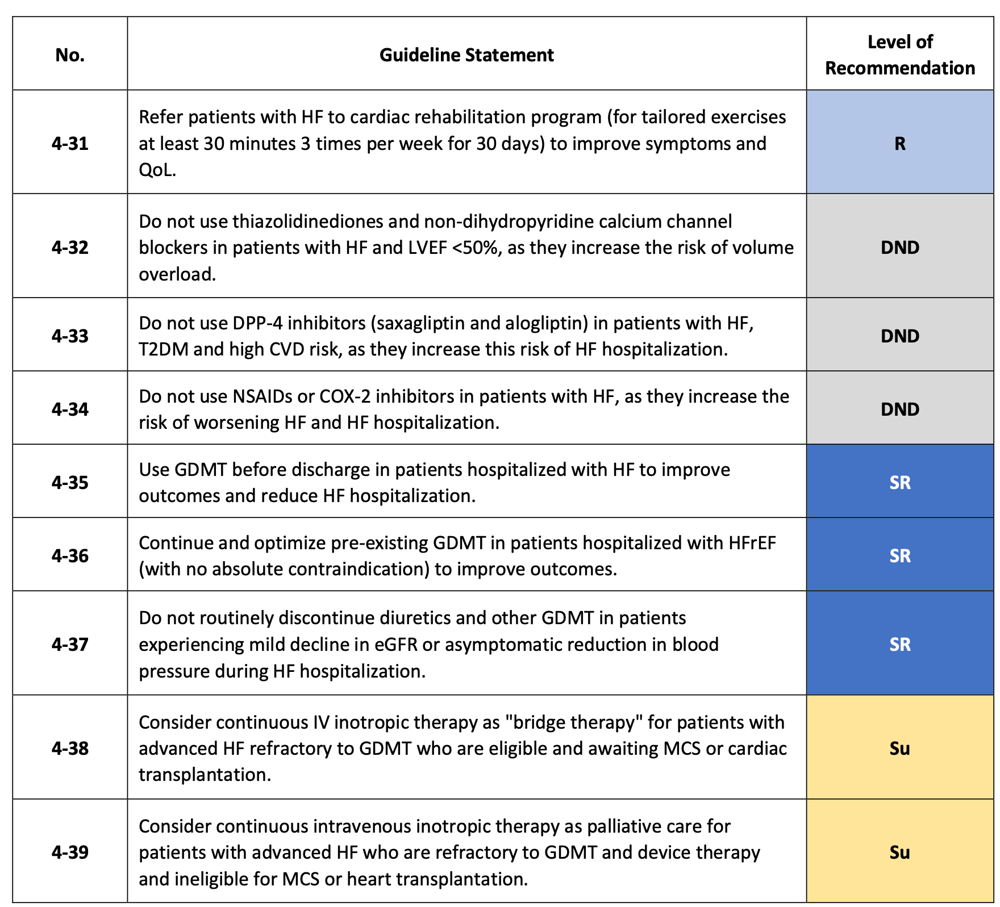 No.
Guideline Statement
Level of
Recommendation
4-31
Refer patients with HF to cardiac rehabilitation program (for tailored exercises
at least 30 minutes 3 times per week for 30 days) to improve symptoms and
QoL.
R
4-32
Do not use thiazolidinediones and non-dihydropyridine calcium channel
blockers in patients with HF and LVEF <50%, as they increase the risk of volume
overload.
DND
4-33
Do not use DPP-4 inhibitors (saxagliptin and alogliptin) in patients with HF,
T2DM and high CVD risk, as they increase this risk of HF hospitalization.
DND
4-34
Do not use NSAIDs or COX-2 inhibitors in patients with HF, as they increase the
risk of worsening HF and HF hospitalization.
DND
4-35
Use GDMT before discharge in patients hospitalized with HF to improve
outcomes and reduce HF hospitalization.
SR
4-36
Continue and optimize pre-existing GDMT in patients hospitalized with HFrEF
(with no absolute contraindication) to improve outcomes.
SR
4-37
Do not routinely discontinue diuretics and other GDMT in patients
experiencing mild decline in eGFR or asymptomatic reduction in blood
pressure during HF hospitalization.
SR
4-38
Consider continuous IV inotropic therapy as "bridge therapy" for patients with
advanced HF refractory to GDMT who are eligible and awaiting MCS or cardiac
transplantation.
Su
4-39
Consider continuous intravenous inotropic therapy as palliative care for
patients with advanced HF who are refractory to GDMT and device therapy
and ineligible for MCS or heart transplantation.
Su